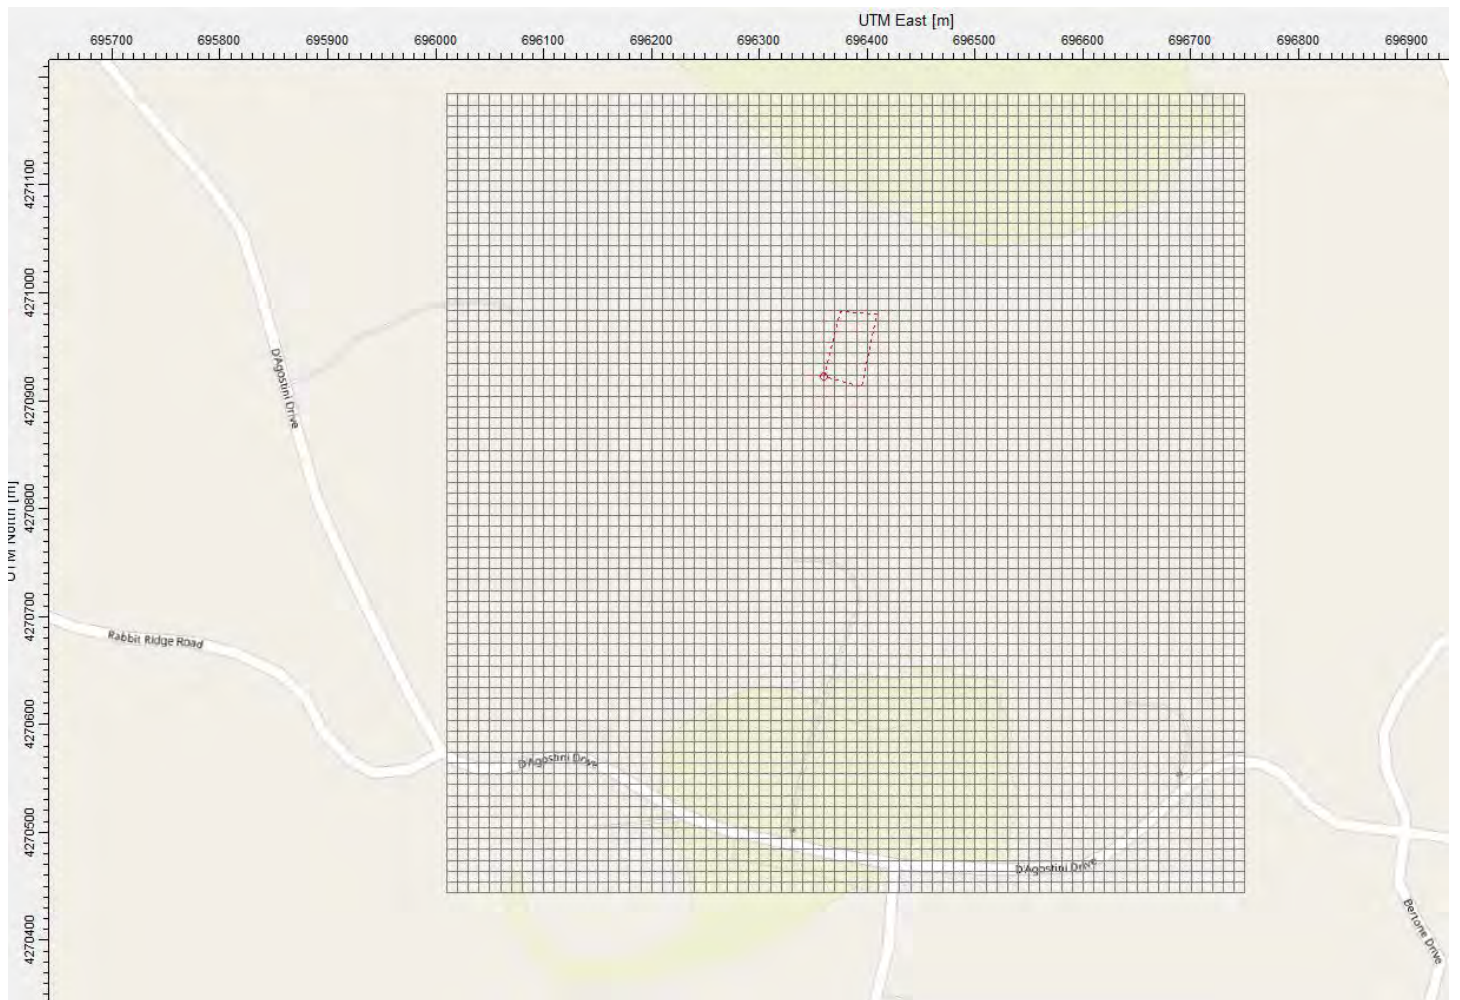 UTM East [m]
695700 695800 695900 696000 696100 696200 696300 696400 696500 696600 696700 696800 696900
4271100
4271000
4270900
4270800
4270700
4270600
4270500
4270400
UTM North [m]
D'Agostini Drive
Rabbit Ridge Road
D'Agostini Drive
D'Agostini Drive
Bertone Drive